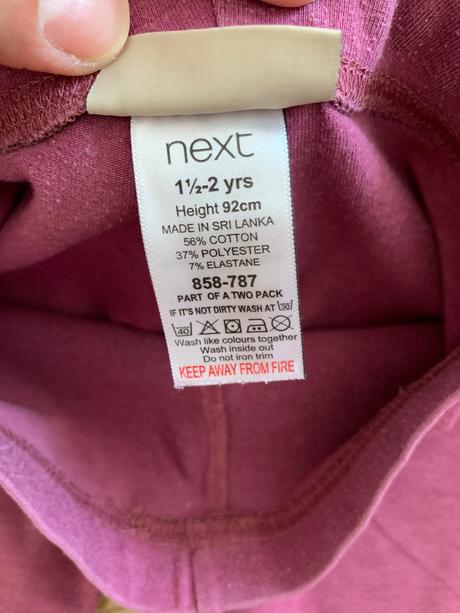 next
1½-2 yrs
Height 92cm
MADE IN SRI LANKA
56% COTTON
37% POLYESTER
7% ELASTANE
858-787
PART OF A TWO PACK
IF IT'S NOT DIRTY WASH AT 30
40
Wash like colours together
Wash inside out
Do not iron trim
KEEP AWAY FROM FIRE